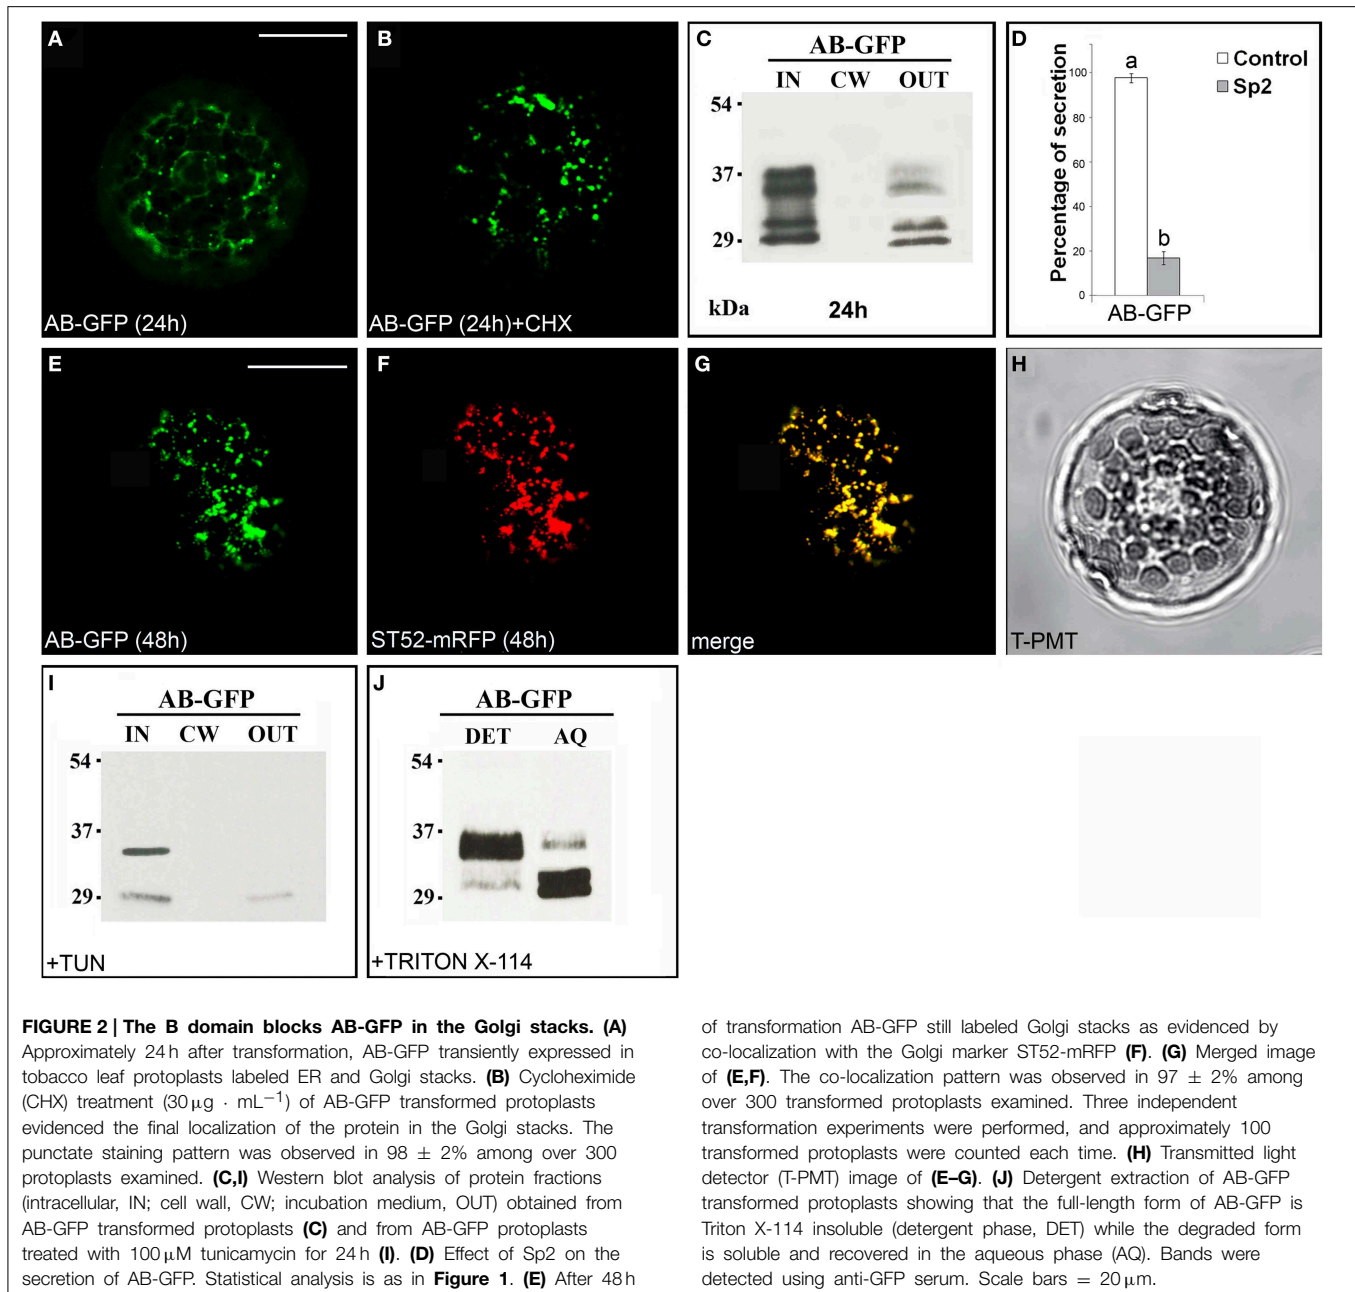 A
AB-GFP (24h)
B
AB-GFP (24h)+CHX
C
AB-GFP
IN CW OUT
54
37
29
kDa 24h
D
Percentage of secretion
100
80
60
40
20
0
a
b
Control
Sp2
AB-GFP
E
AB-GFP (48h)
F
ST52-mRFP (48h)
G
merge
H
T-PMT
I
AB-GFP
IN CW OUT
54
37
29
+TUN
J
AB-GFP
DET AQ
54
37
29
+TRITON X-114
FIGURE 2 | The B domain blocks AB-GFP in the Golgi stacks. (A)
Approximately 24 h after transformation, AB-GFP transiently expressed in
tobacco leaf protoplasts labeled ER and Golgi stacks. (B) Cycloheximide
(CHX) treatment (30 μg · mL−1) of AB-GFP transformed protoplasts
evidenced the final localization of the protein in the Golgi stacks. The
punctate staining pattern was observed in 98 ± 2% among over 300
protoplasts examined. (C,I) Western blot analysis of protein fractions
(intracellular, IN; cell wall, CW; incubation medium, OUT) obtained from
AB-GFP transformed protoplasts (C) and from AB-GFP protoplasts
treated with 100 μM tunicamycin for 24 h (I). (D) Effect of Sp2 on the
secretion of AB-GFP. Statistical analysis is as in Figure 1. (E) After 48 h
of transformation AB-GFP still labeled Golgi stacks as evidenced by
co-localization with the Golgi marker ST52-mRFP (F). (G) Merged image
of (E,F). The co-localization pattern was observed in 97 ± 2% among
over 300 transformed protoplasts examined. Three independent
transformation experiments were performed, and approximately 100
transformed protoplasts were counted each time. (H) Transmitted light
detector (T-PMT) image of (E–G). (J) Detergent extraction of AB-GFP
transformed protoplasts showing that the full-length form of AB-GFP is
Triton X-114 insoluble (detergent phase, DET) while the degraded form
is soluble and recovered in the aqueous phase (AQ). Bands were
detected using anti-GFP serum. Scale bars = 20 μm.